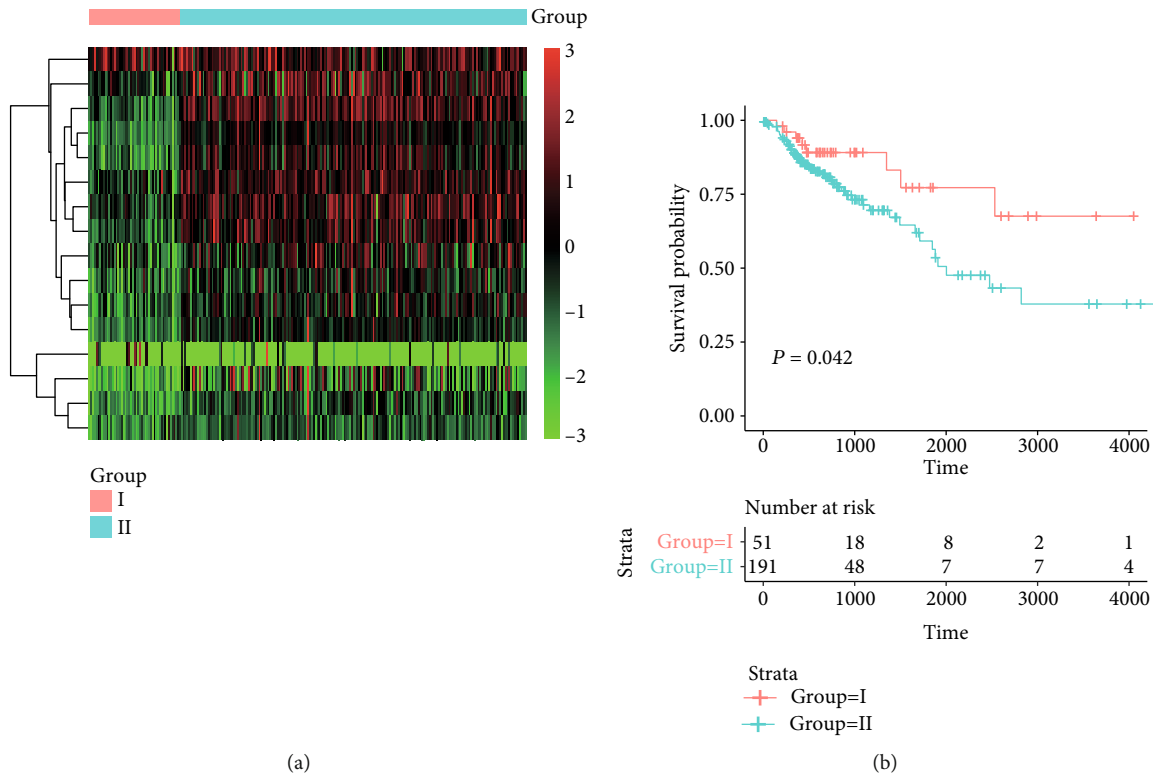 Group
3
2
1
0
–1
–2
–3
Group
I
II
(a)
1.00
0.75
0.50
0.25
0.00
Survival probability
P = 0.042
0 1000 2000 3000 4000
Time
Number at risk
Strata
Group=I 51 18 8 2 1
Group=II 191 48 7 7 4
0 1000 2000 3000 4000
Time
Strata
Group=I
Group=II
(b)